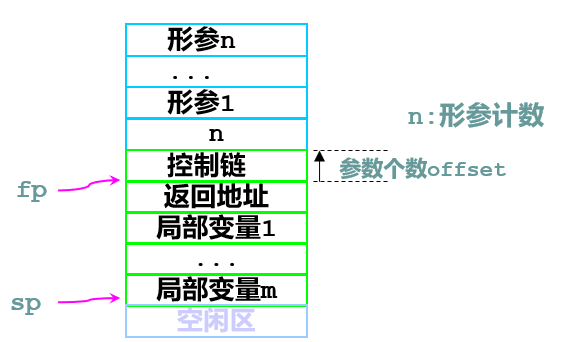 形参n
...
形参1
n
n:形参计数
控制链
参数个数offset
fp
返回地址
局部变量1
...
局部变量m
sp
空闲区